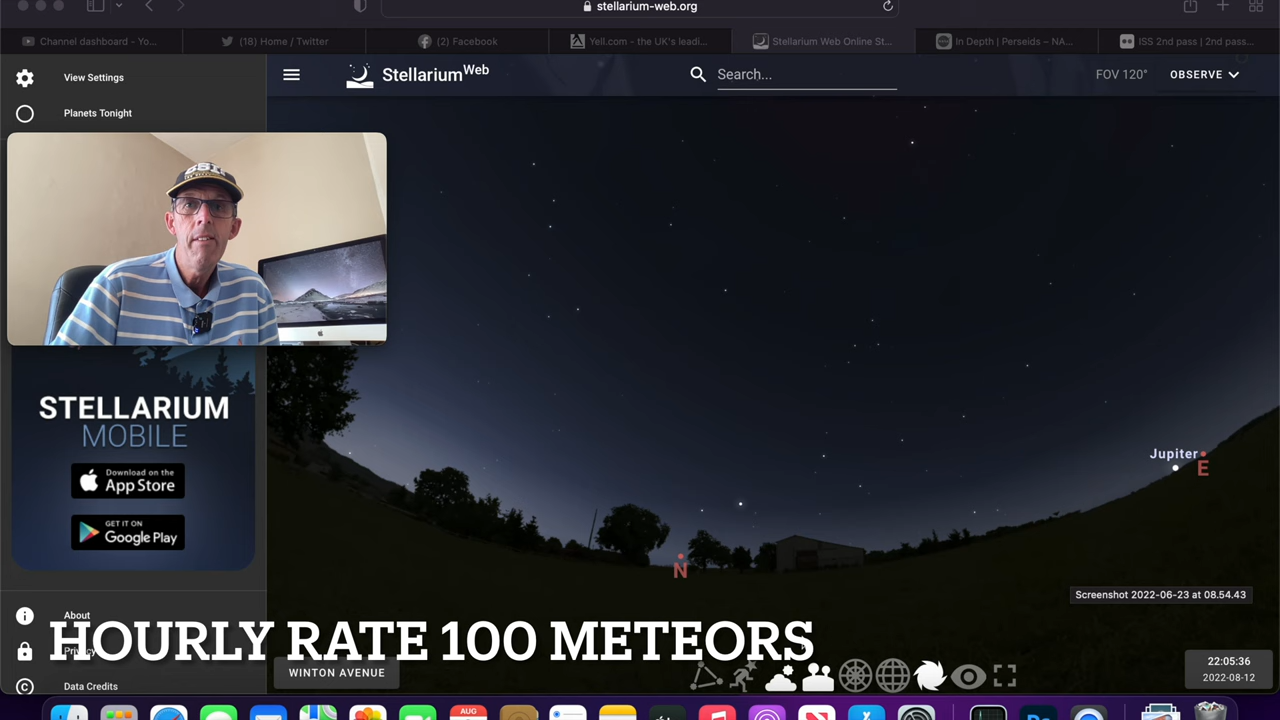 stellarium-web.org
Channel dashboard - Yo...
(18) Home / Twitter
(2) Facebook
Yell.com - the UK's leadi...
Stellarium Web Online St...
In Depth | Perseids – NA...
ISS 2nd pass | 2nd pass...
View Settings
StellariumWeb
Search...
FOV 120°
OBSERVE
Planets Tonight
STELLARIUM
MOBILE
Download on the
App Store
GET IT ON
Google Play
Jupiter
E
N
Screenshot 2022-06-23 at 08.54.43
About
HOURLY RATE 100 METEORS
WINTON AVENUE
22:05:36
2022-08-12
Data Credits
AUG